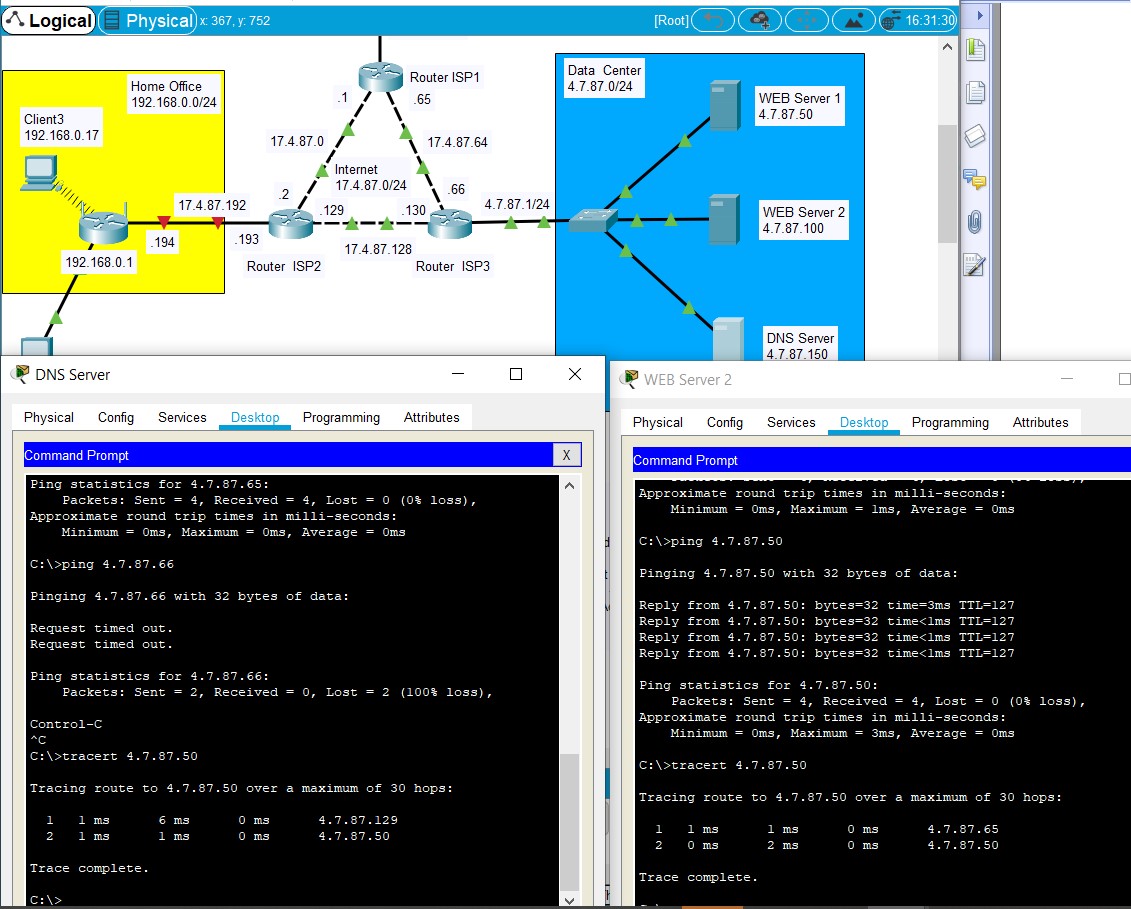 Logical
Physical
x: 367, y: 752
[Root]
16:31:30
Home Office
192.168.0.0/24
Client3
192.168.0.17
Router ISP1
.1
.65
17.4.87.0
17.4.87.64
Internet
17.4.87.0/24
17.4.87.192
.2
.66
.129
.130
4.7.87.1/24
.194
.193
17.4.87.128
192.168.0.1
Router ISP2
Router ISP3
Data Center
4.7.87.0/24
WEB Server 1
4.7.87.50
WEB Server 2
4.7.87.100
DNS Server
4.7.87.150
DNS Server
Physical Config Services Desktop Programming Attributes
Command Prompt
X
Ping statistics for 4.7.87.65:
Packets: Sent = 4, Received = 4, Lost = 0 (0% loss),
Approximate round trip times in milli-seconds:
Minimum = 0ms, Maximum = 0ms, Average = 0ms
C:\>ping 4.7.87.66
Pinging 4.7.87.66 with 32 bytes of data:
Request timed out.
Request timed out.
Ping statistics for 4.7.87.66:
Packets: Sent = 2, Received = 0, Lost = 2 (100% loss),
Control-C
^C
C:\>tracert 4.7.87.50
Tracing route to 4.7.87.50 over a maximum of 30 hops:
1 1 ms 6 ms 0 ms 4.7.87.129
2 1 ms 1 ms 0 ms 4.7.87.50
Trace complete.
C:\>
WEB Server 2
Physical Config Services Desktop Programming Attributes
Command Prompt
Approximate round trip times in milli-seconds:
Minimum = 0ms, Maximum = 1ms, Average = 0ms
C:\>ping 4.7.87.50
Pinging 4.7.87.50 with 32 bytes of data:
Reply from 4.7.87.50: bytes=32 time=3ms TTL=127
Reply from 4.7.87.50: bytes=32 time<1ms TTL=127
Reply from 4.7.87.50: bytes=32 time<1ms TTL=127
Reply from 4.7.87.50: bytes=32 time<1ms TTL=127
Ping statistics for 4.7.87.50:
Packets: Sent = 4, Received = 4, Lost = 0 (0% loss),
Approximate round trip times in milli-seconds:
Minimum = 0ms, Maximum = 3ms, Average = 0ms
C:\>tracert 4.7.87.50
Tracing route to 4.7.87.50 over a maximum of 30 hops:
1 1 ms 1 ms 0 ms 4.7.87.65
2 0 ms 2 ms 0 ms 4.7.87.50
Trace complete.